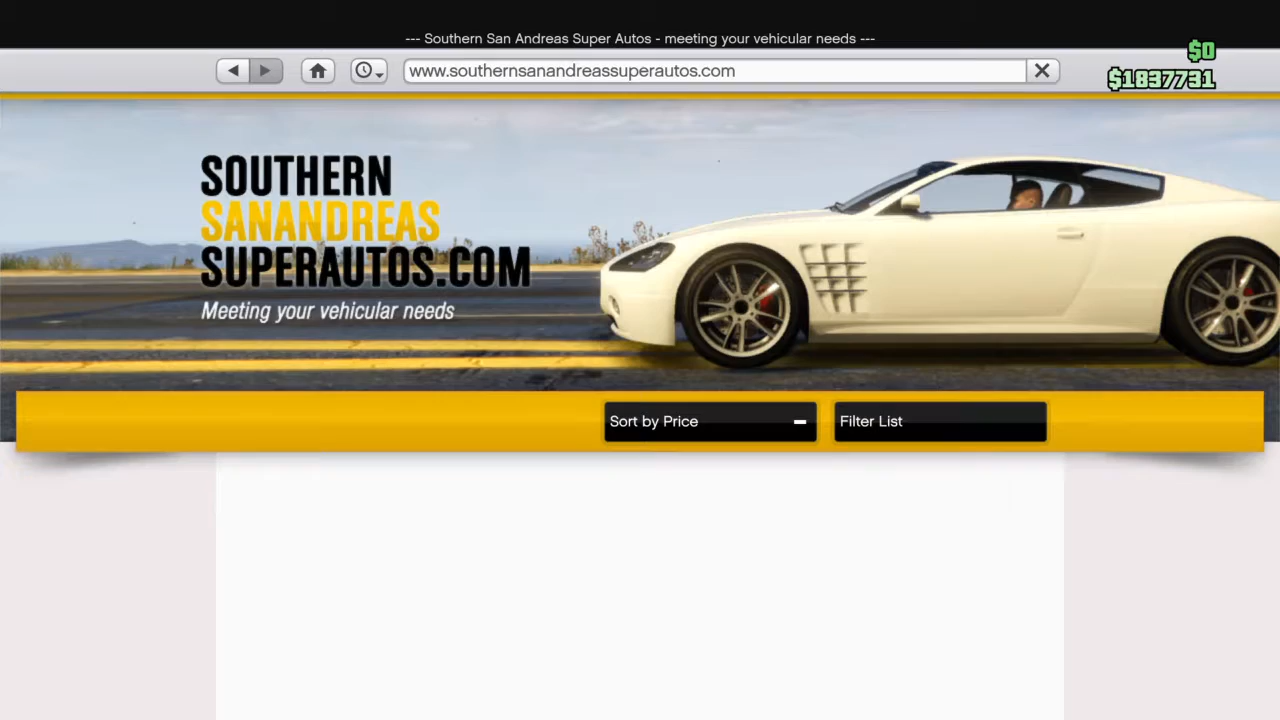 --- Southern San Andreas Super Autos - meeting your vehicular needs ---
$0
www.southernsanandreassuperautos.com
$1837731
SOUTHERN
SANANDREAS
SUPERAUTOS.COM
Meeting your vehicular needs
Sort by Price
Filter List